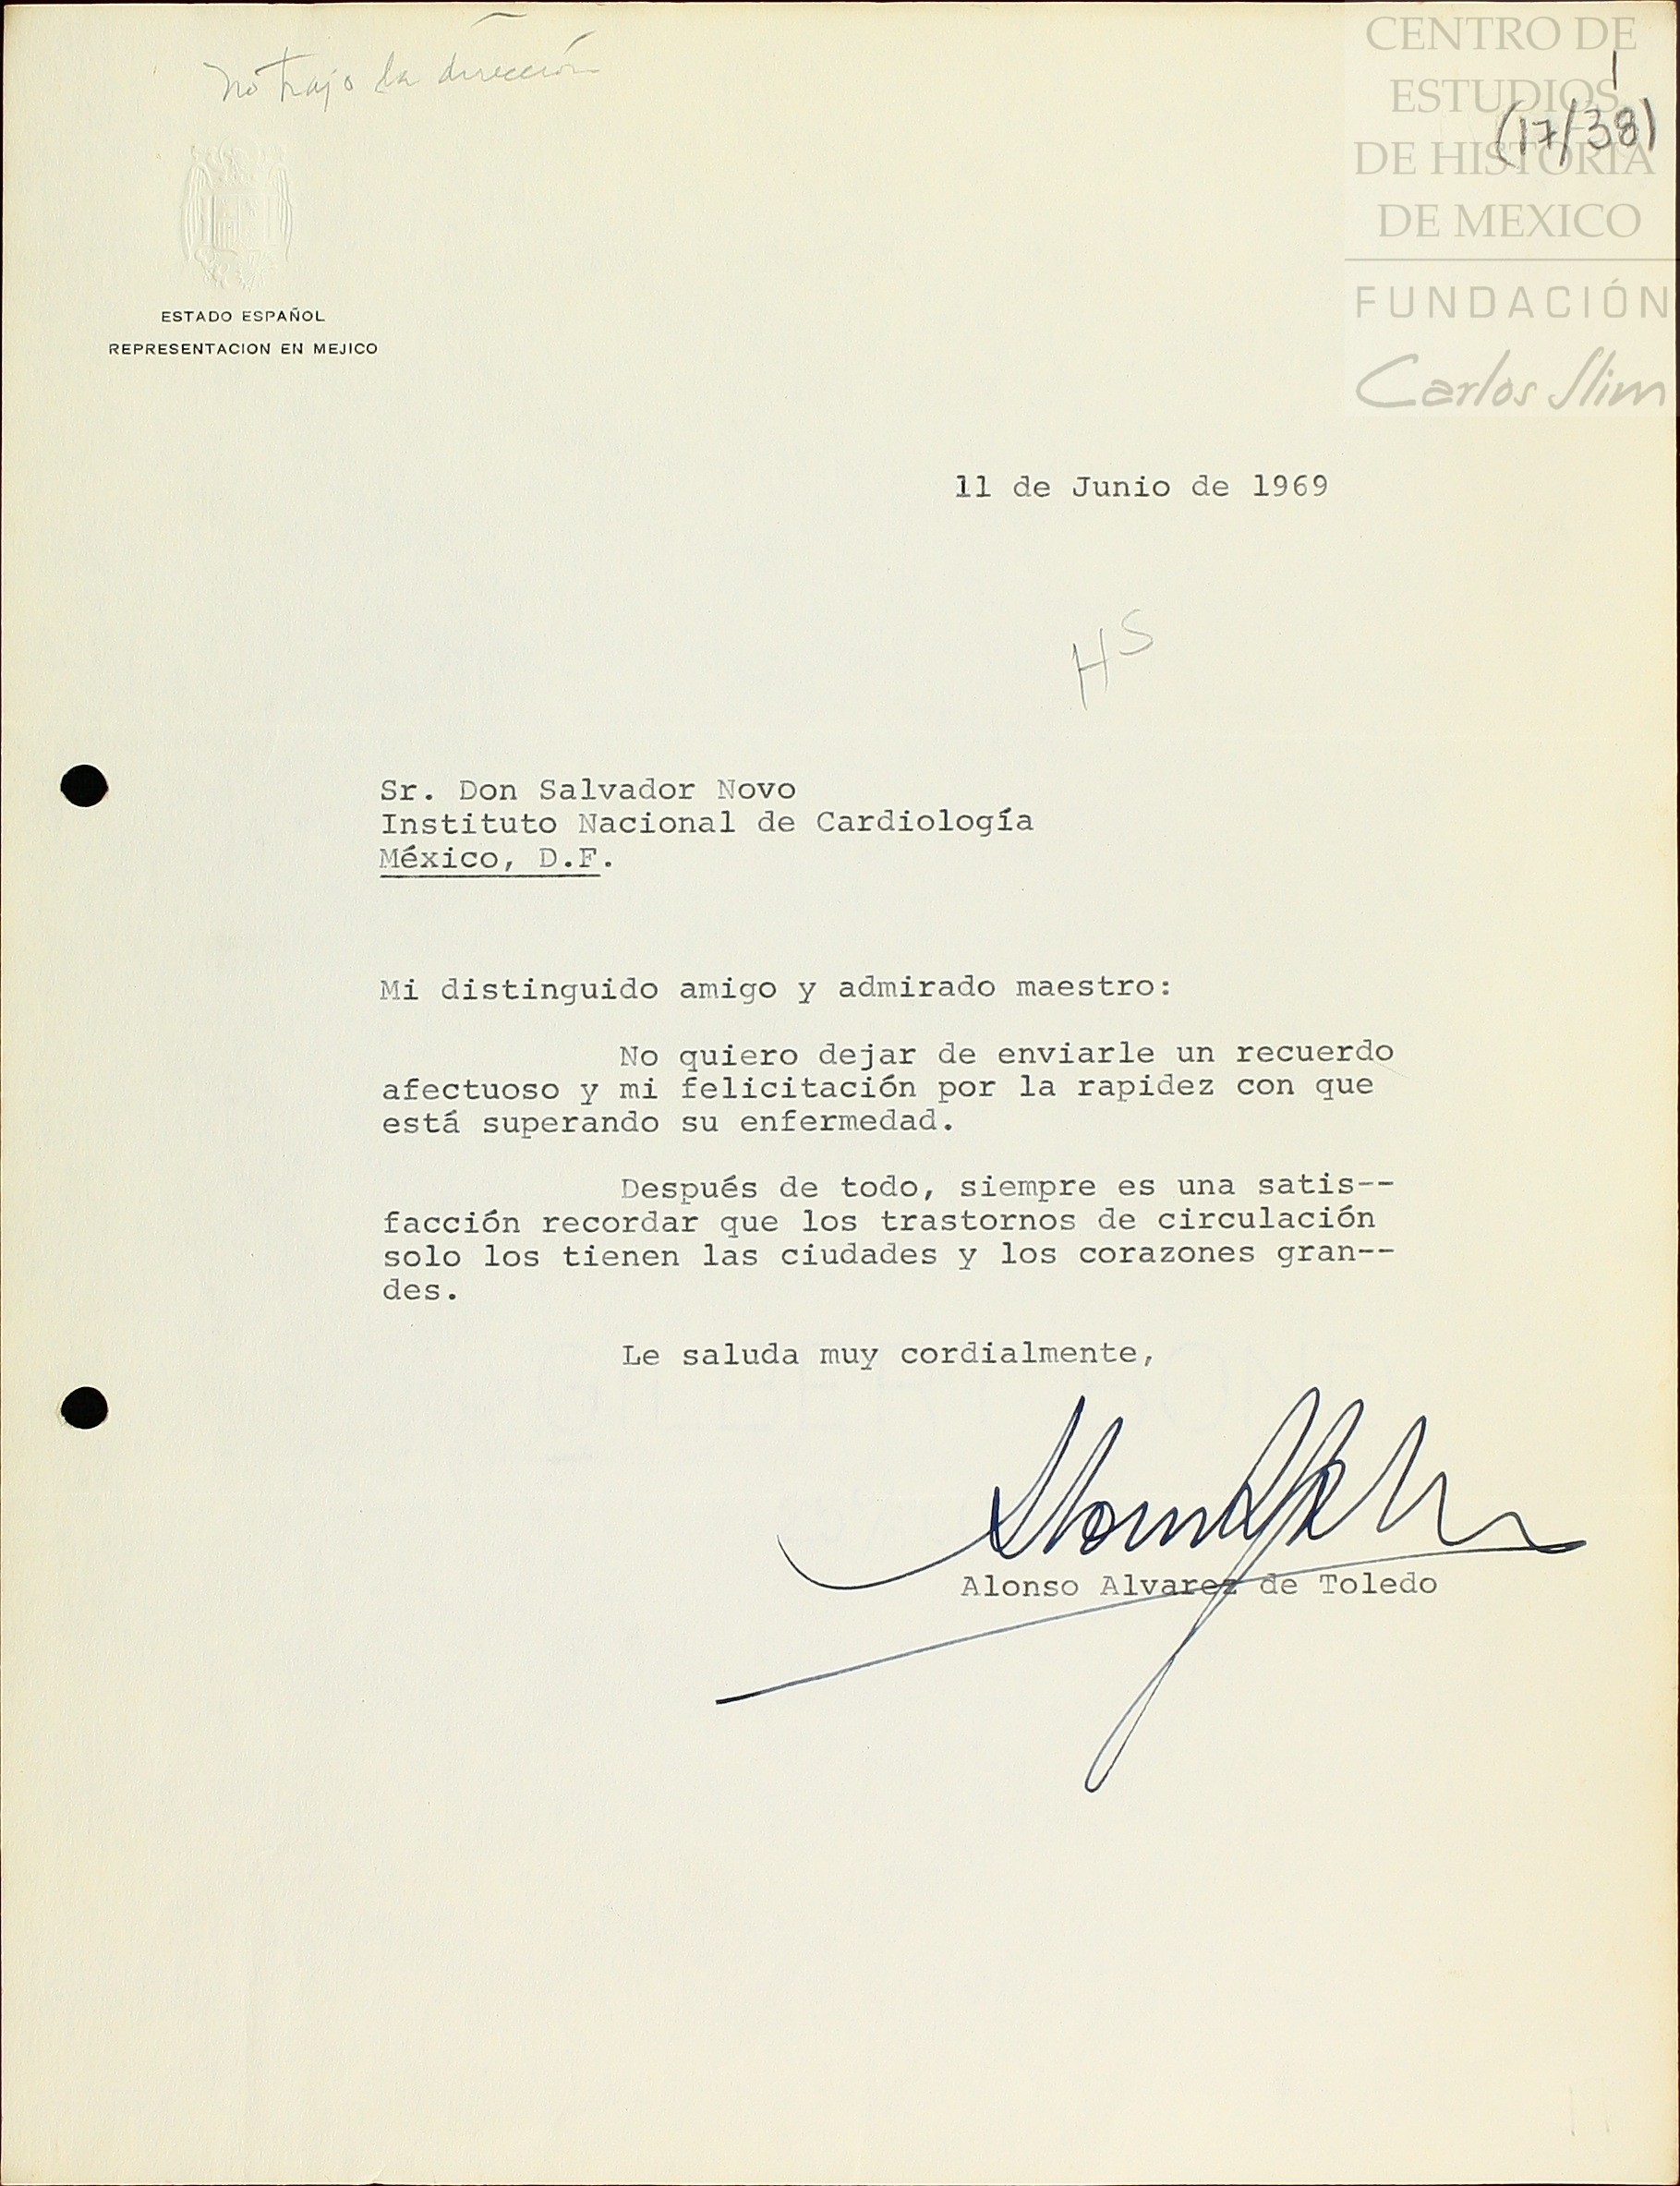 no trajo la dirección
CENTRO DE
ESTUDIOS
DE HISTORIA
DE MEXICO
FUNDACIÓN
Carlos Slim
1
(17/38)
ESTADO ESPAÑOL
REPRESENTACION EN MEJICO
11 de Junio de 1969
HS
Sr. Don Salvador Novo
Instituto Nacional de Cardiología
México, D.F.
Mi distinguido amigo y admirado maestro:
No quiero dejar de enviarle un recuerdo
afectuoso y mi felicitación por la rapidez con que
está superando su enfermedad.
Después de todo, siempre es una satis--
facción recordar que los trastornos de circulación
solo los tienen las ciudades y los corazones gran--
des.
Le saluda muy cordialmente,
Alonso Alvarez de Toledo